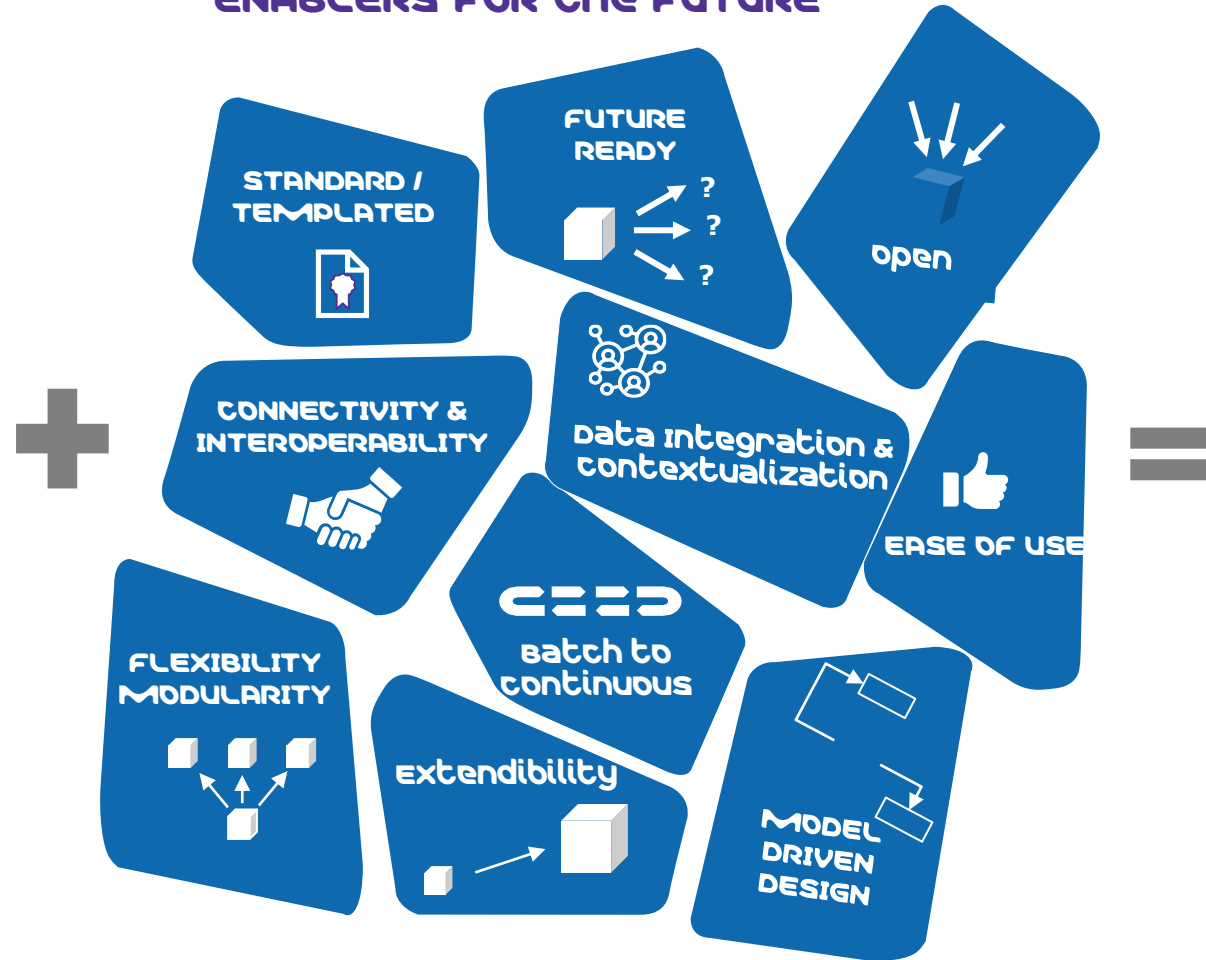 ENABLERS FOR THE FUTURE
FUTURE
READY
?
?
?
STANDARD /
TEMPLATED
open
CONNECTIVITY &
INTEROPERABILITY
Data Integration &
contextualization
EASE OF USE
Batch to
continuous
FLEXIBILITY
MODULARITY
Extendibility
MODEL
DRIVEN
DESIGN